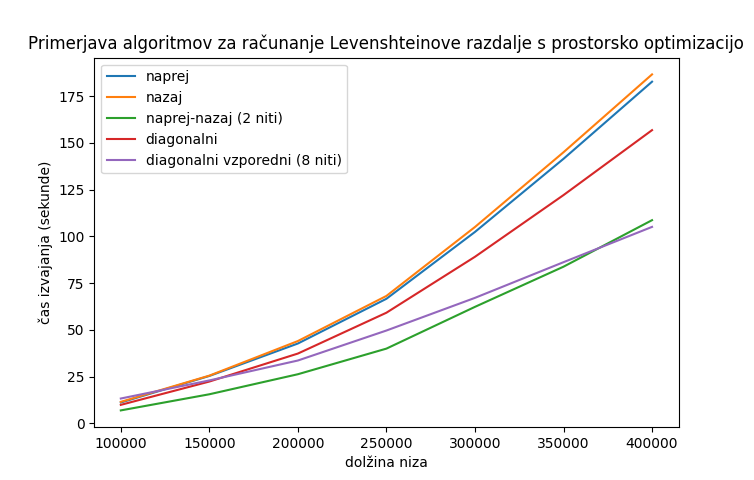 Primerjava algoritmov za računanje Levenshteinove razdalje s prostorsko optimizacijo
naprej
nazaj
naprej-nazaj (2 niti)
diagonalni
diagonalni vzporedni (8 niti)
čas izvajanja (sekunde)
175
150
125
100
75
50
25
0
100000 150000 200000 250000 300000 350000 400000
dolžina niza